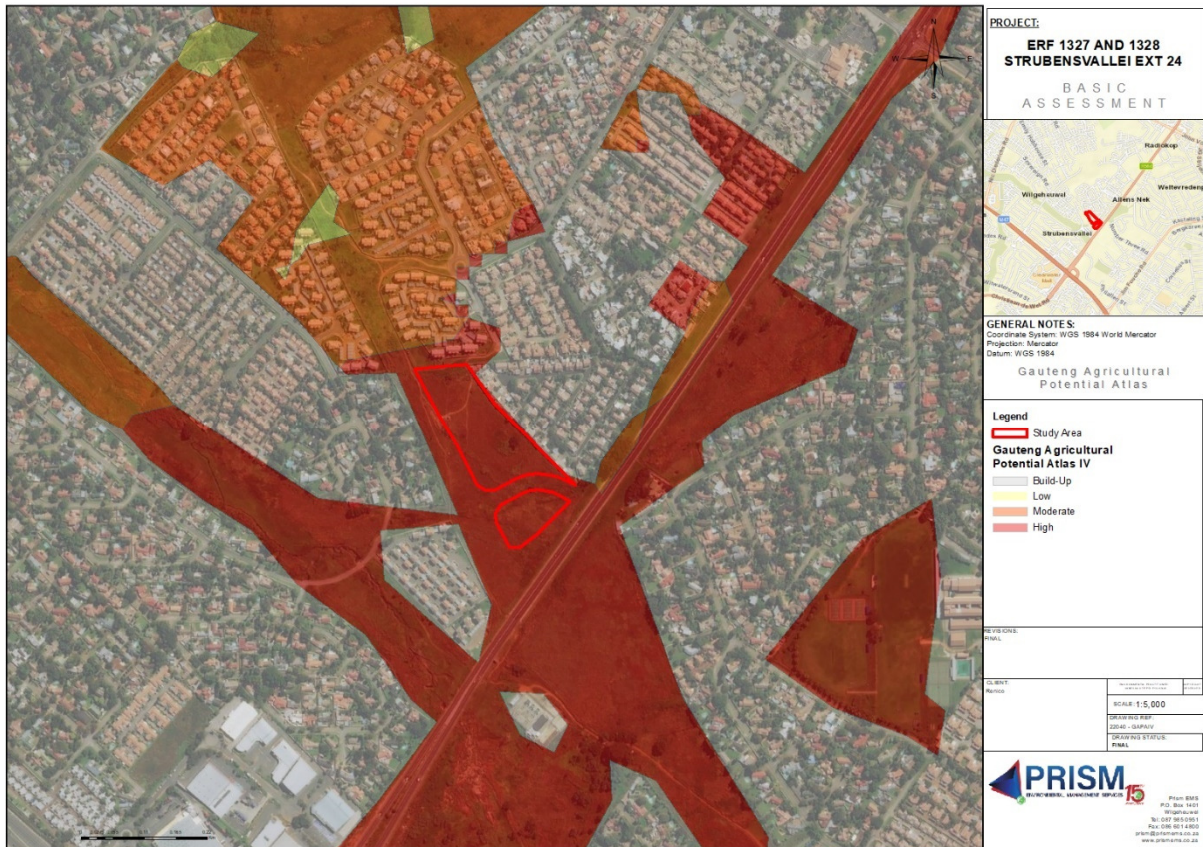 N
W
E
S
PROJECT:
ERF 1327 AND 1328
STRUBENSVALLEI EXT 24
BASIC
ASSESSMENT
Radiokop
Wilgeheuwel
Allens Nek
Strubensvallei
GENERAL NOTES:
Coordinate System: WGS 1984 World Mercator
Projection: Mercator
Datum: WGS 1984
Gauteng Agricultural
Potential Atlas
Legend
Study Area
Gauteng Agricultural
Potential Atlas IV
Build-Up
Low
Moderate
High
REVISIONS:
FINAL
CLIENT:
SCALE: 1:5,000
DRAWING REF:
22040 - GAPAIV
DRAWING STATUS:
FINAL
PRISM
ENVIRONMENTAL MANAGEMENT SERVICES
15
Prism EMS
P.O. Box 1401
Wilgeheuwel
Tel: 087 985 0951
Fax: 086 601 4800
prism@prismems.co.za
www.prismems.co.za